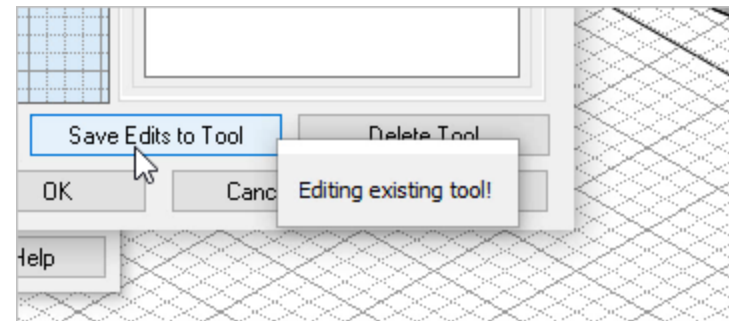 Save Edits to Tool
Delete Tool
Editing existing tool!
OK
Canc
Help